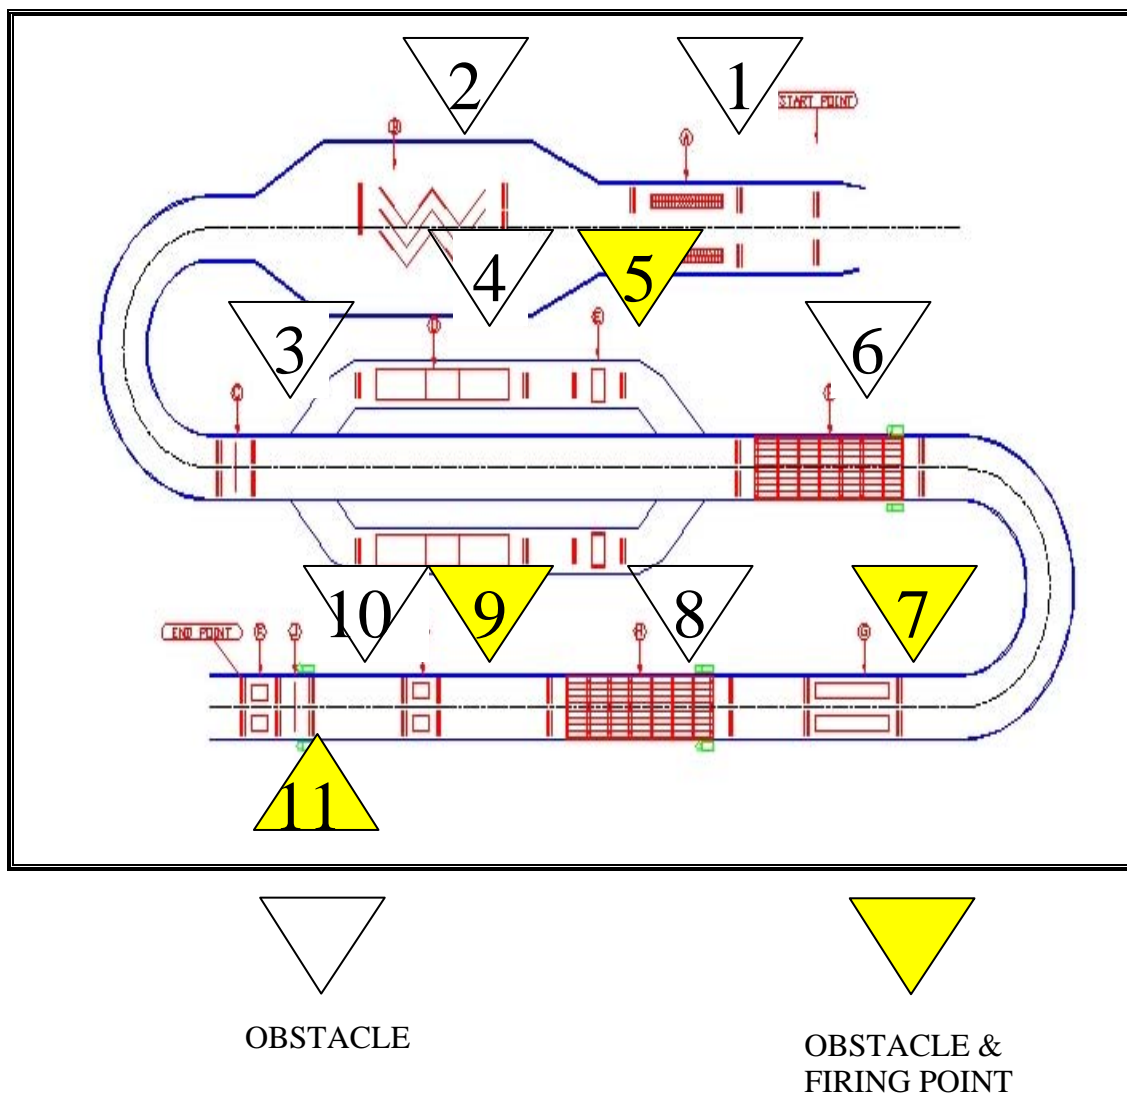 2
1
START POINT
A
4
5
3
6
D
E
C
10
9
8
7
END POINT
H
G
J
11
OBSTACLE
OBSTACLE &
FIRING POINT